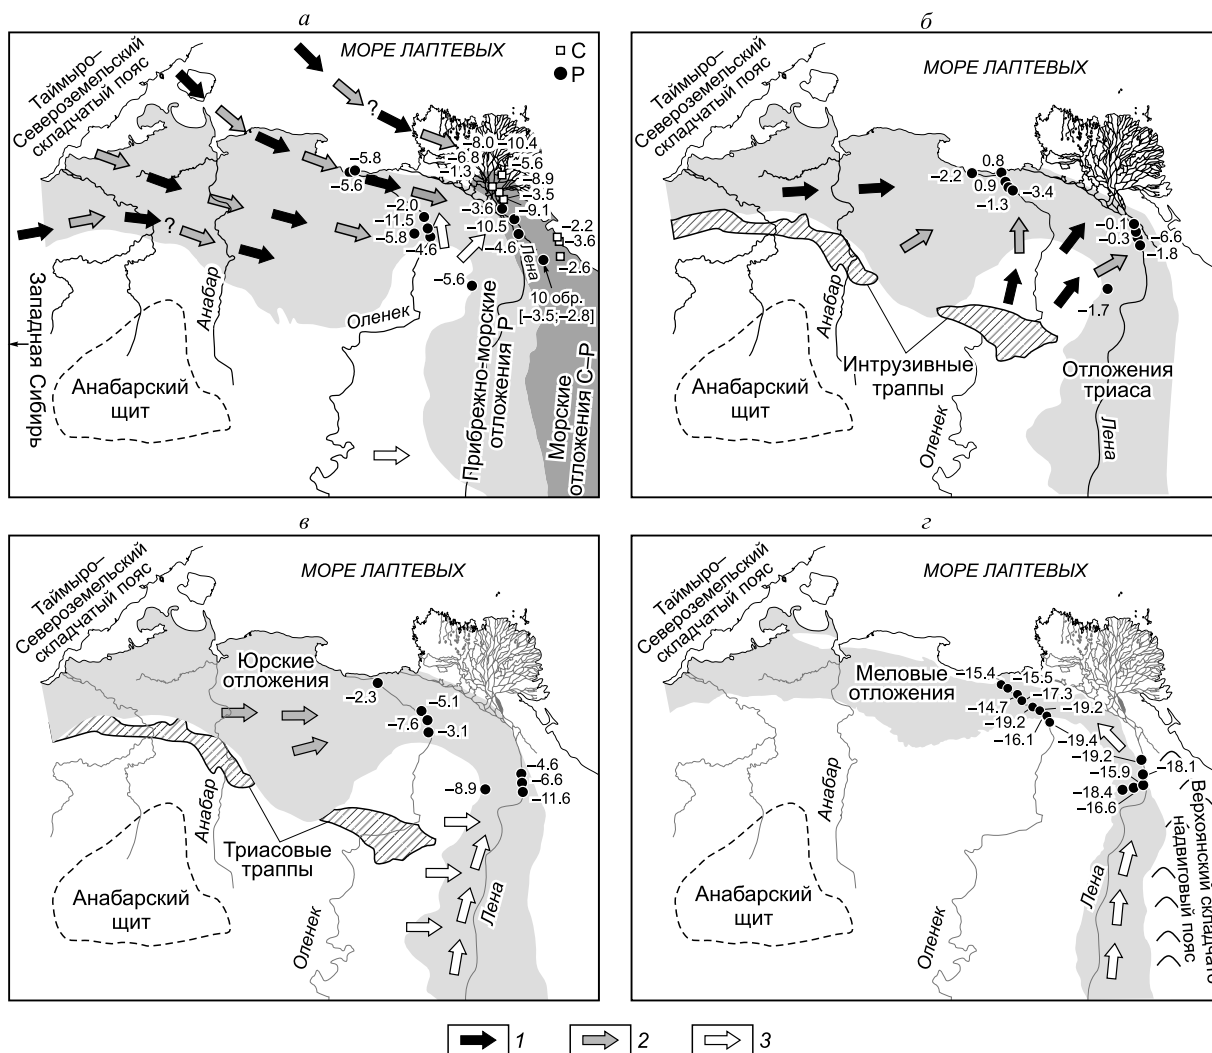 а
МОРЕ ЛАПТЕВЫХ
С
Р
Таймыро–
Североземельский
складчатый пояс
?
–5.8
–5.6
–8.0
–10.4
–6.8
–5.6
–1.3
–8.9
–3.5
–2.0
–3.6
–9.1
–11.5
–10.5
–2.2
–5.8
–3.6
–4.6
–4.6
–2.6
–5.6
?
10 обр.
[–3.5;–2.8]
Западная Сибирь
Анабар
Оленек
Лена
Анабарский
щит
Прибрежно-морские
отложения Р
Морские
отложения С–Р
б
МОРЕ ЛАПТЕВЫХ
Таймыро–
Североземельский
складчатый пояс
0.8
–2.2
0.9
–3.4
–1.3
–0.1
–0.3
–6.6
–1.8
–1.7
Анабар
Интрузивные
траппы
Отложения
триаса
Анабарский
щит
Оленек
Лена
в
МОРЕ ЛАПТЕВЫХ
Таймыро–
Североземельский
складчатый пояс
Юрские
отложения
–2.3
–5.1
–7.6
–3.1
–4.6
–6.6
–8.9
–11.6
Анабар
Триасовые
траппы
Анабарский
щит
Оленек
Лена
г
МОРЕ ЛАПТЕВЫХ
Таймыро–
Североземельский
складчатый пояс
Меловые
отложения
–15.4
–15.5
–17.3
–14.7
–19.2
–19.2
–16.1
–19.4
–19.2
–18.1
–15.9
–18.4
–16.6
Анабар
Анабарский
щит
Оленек
Лена
Верхоянский складчато
надвиговый пояс
1
2
3